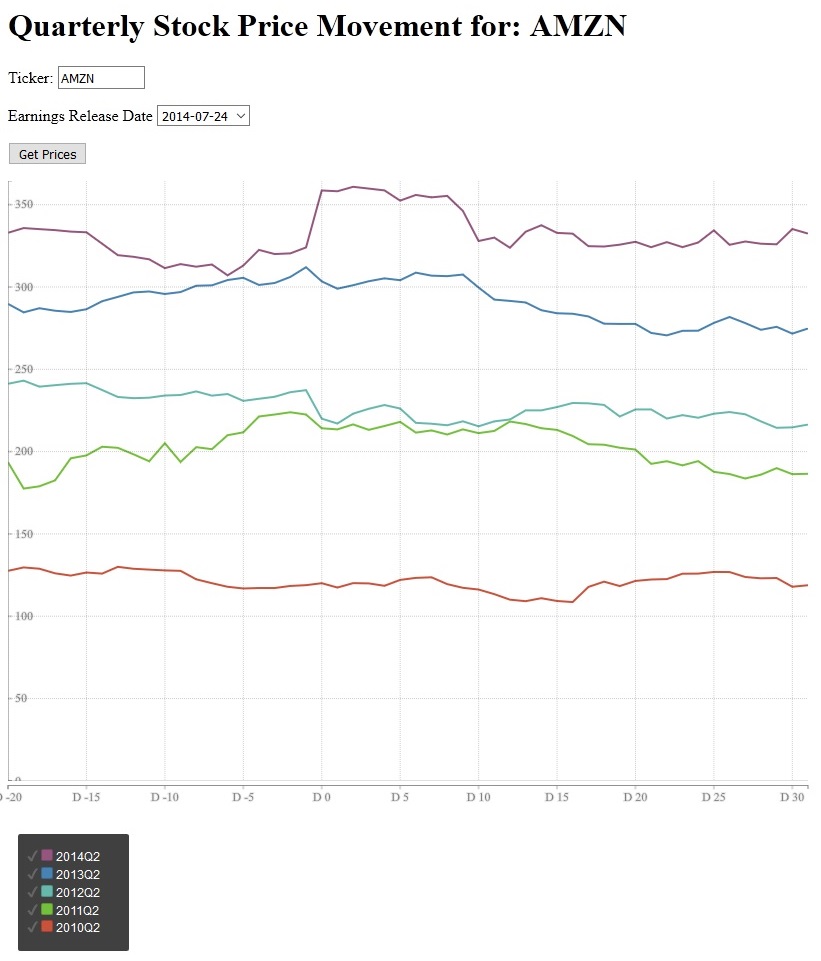 Quarterly Stock Price Movement for: AMZN
Ticker: AMZN
Earnings Release Date 2014-07-24
Get Prices
350
300
250
200
150
100
50
0
D -20 D -15 D -10 D -5 D 0 D 5 D 10 D 15 D 20 D 25 D 30
2014Q2
2013Q2
2012Q2
2011Q2
2010Q2